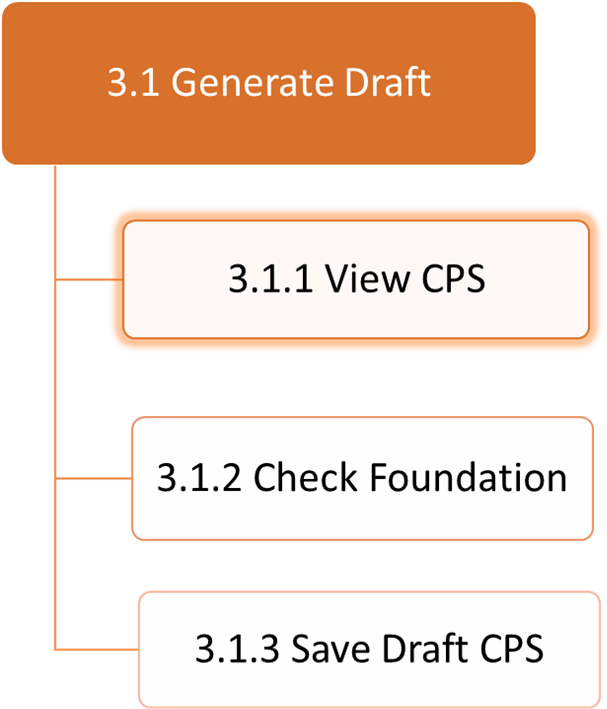 3.1 Generate Draft
3.1.1 View CPS
3.1.2 Check Foundation
3.1.3 Save Draft CPS